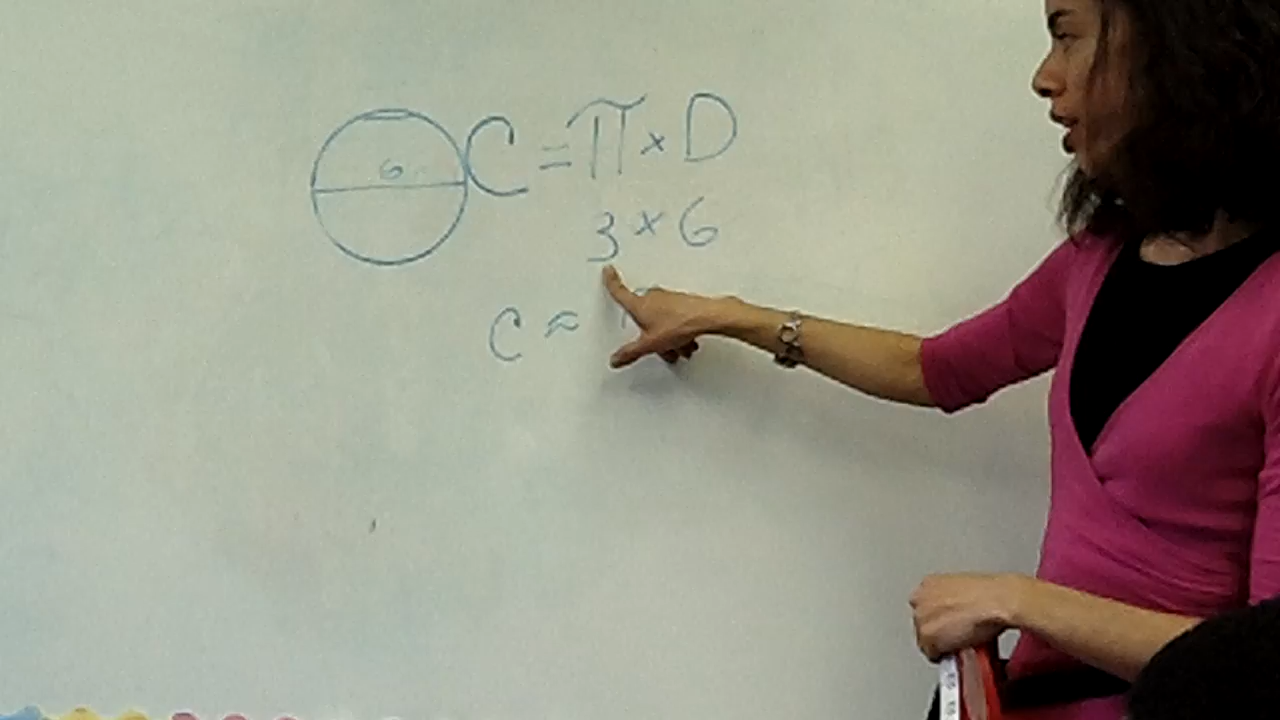 6
C = π × D
3 × 6
C ≈